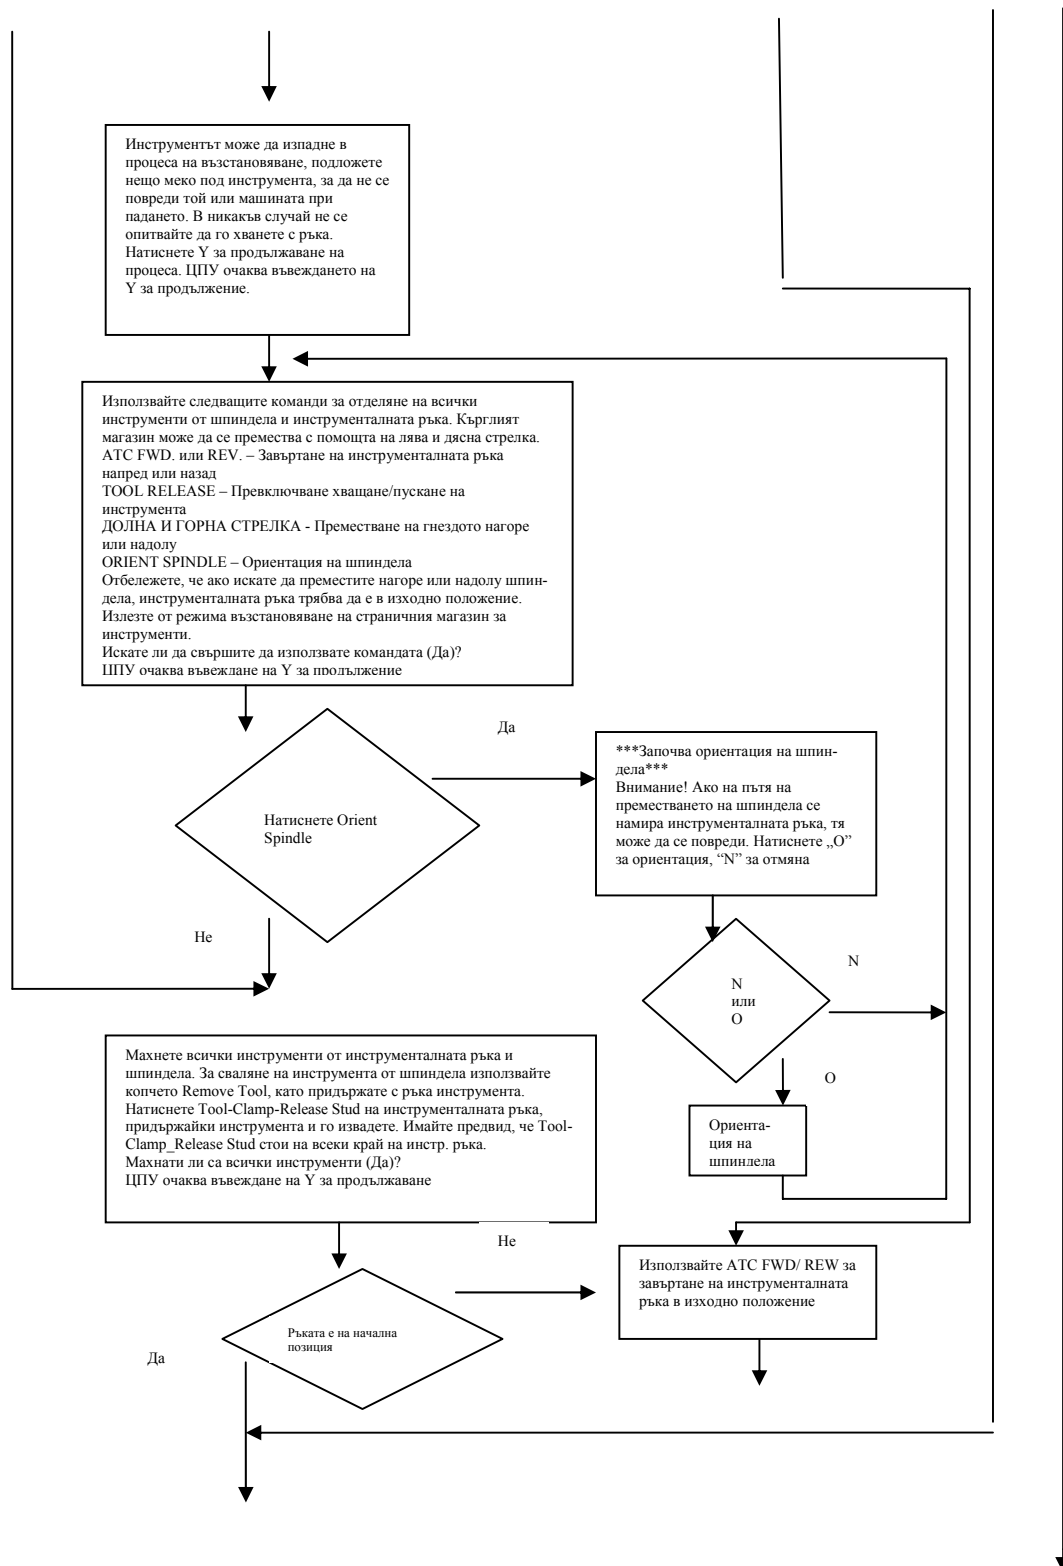 Инструментът може да изпадне в
процеса на възстановяване, подложете
нещо меко под инструмента, за да не се
повреди той или машината при
падането. В никакъв случай не се
опитвайте да го хванете с ръка.
Натиснете Y за продължаване на
процеса. ЦПУ очаква въвеждането на
Y за продължение.
Използвайте следващите команди за отделяне на всички
инструменти от шпиндела и инструменталната ръка. Кърглият
магазин може да се премества с помощта на лява и дясна стрелка.
ATC FWD. или REV. – Завъртане на инструменталната ръка
напред или назад
TOOL RELEASE – Превключване хващане/пускане на
инструмента
ДОЛНА И ГОРНА СТРЕЛКА - Преместване на гнездото нагоре
или надолу
ORIENT SPINDLE – Ориентация на шпиндела
Отбележете, че ако искате да преместите нагоре или надолу шпин-
дела, инструменталната ръка трябва да е в изходно положение.
Излезте от режима възстановяване на страничния магазин за
инструменти.
Искате ли да свършите да използвате командата (Да)?
ЦПУ очаква въвеждане на Y за продължение
Да
***Започва ориентация на шпин-
дела***
Внимание! Ако на пътя на
преместването на шпиндела се
намира инструменталната ръка, тя
може да се повреди. Натиснете „O”
за ориентация, “N” за отмяна
Натиснете Orient
Spindle
Не
N
N
или
O
O
Ориента-
ция на
шпиндела
Махнете всички инструменти от инструменталната ръка и
шпиндела. За сваляне на инструмента от шпиндела използвайте
копчето Remove Tool, като придържате с ръка инструмента.
Натиснете Tool-Clamp-Release Stud на инструменталната ръка,
придържайки инструмента и го извадете. Имайте предвид, че Tool-
Clamp_Release Stud стои на всеки край на инстр. ръка.
Махнати ли са всички инструменти (Да)?
ЦПУ очаква въвеждане на Y за продължаване
Не
Използвайте ATC FWD/ REW за
завъртане на инструменталната
ръка в изходно положение
Ръката е на начална
позиция
Да